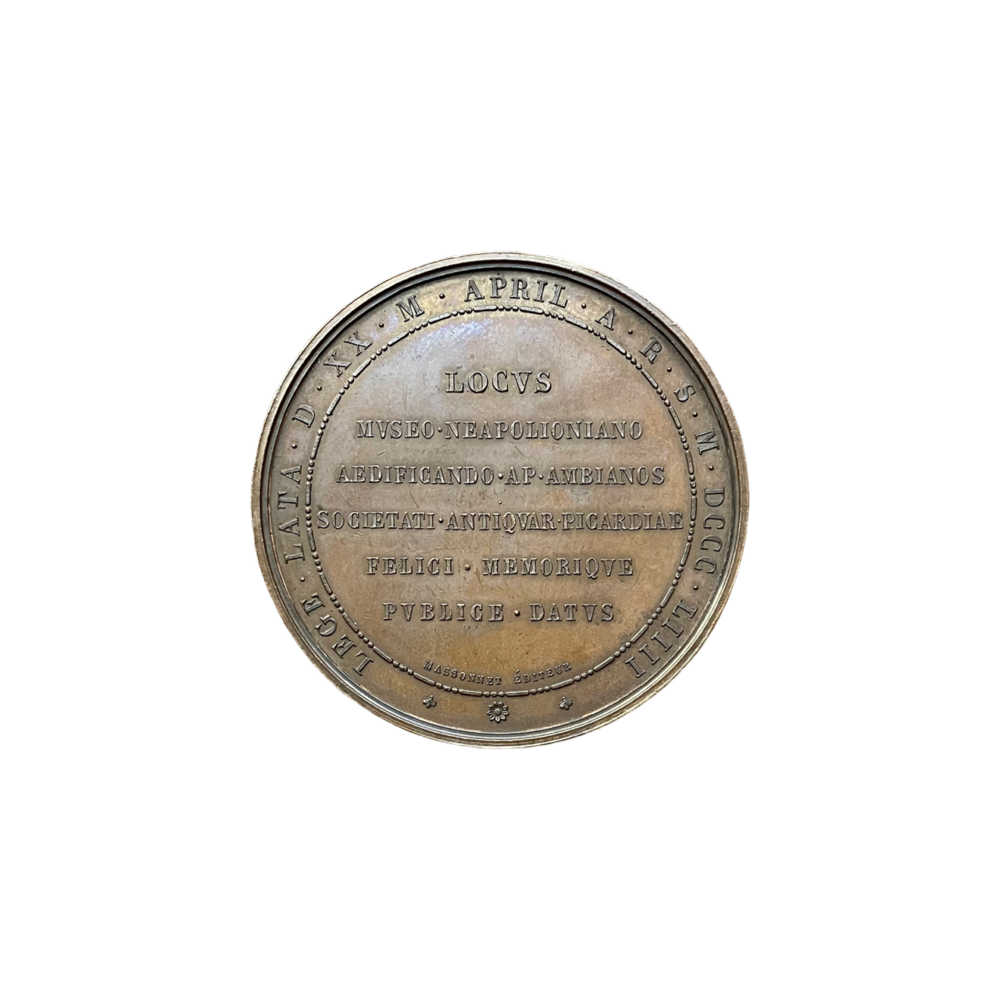 LEGE · LATA · D · XX · M · APRIL · A · R · S · M · DCCC · LIIII
LOCVS
MVSEO·NEAPOLIONIANO
AEDIFICANDO·AP·AMBIANOS
SOCIETATI·ANTIQVAR·PICARDIAE
FELICI · MEMORIQVE
PVBLICE · DATVS
MASSONNET ÉDITEUR